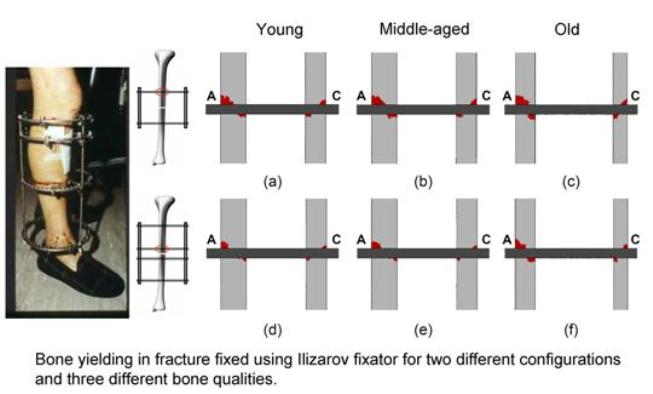 Young Middle-aged Old
A C A C A C
(a) (b) (c)
A C A C A C
(d) (e) (f)
Bone yielding in fracture fixed using Ilizarov fixator for two different configurations
and three different bone qualities.